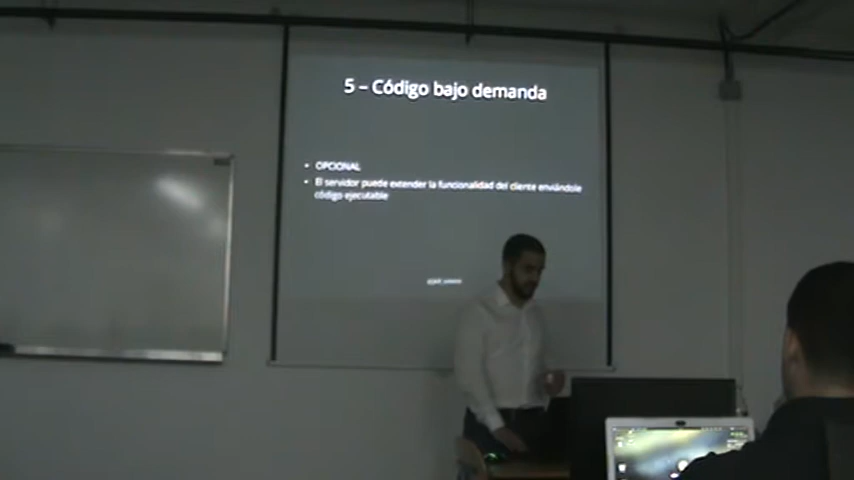 5 – Código bajo demanda
• OPCIONAL
• El servidor puede extender la funcionalidad del cliente enviándole
código ejecutable